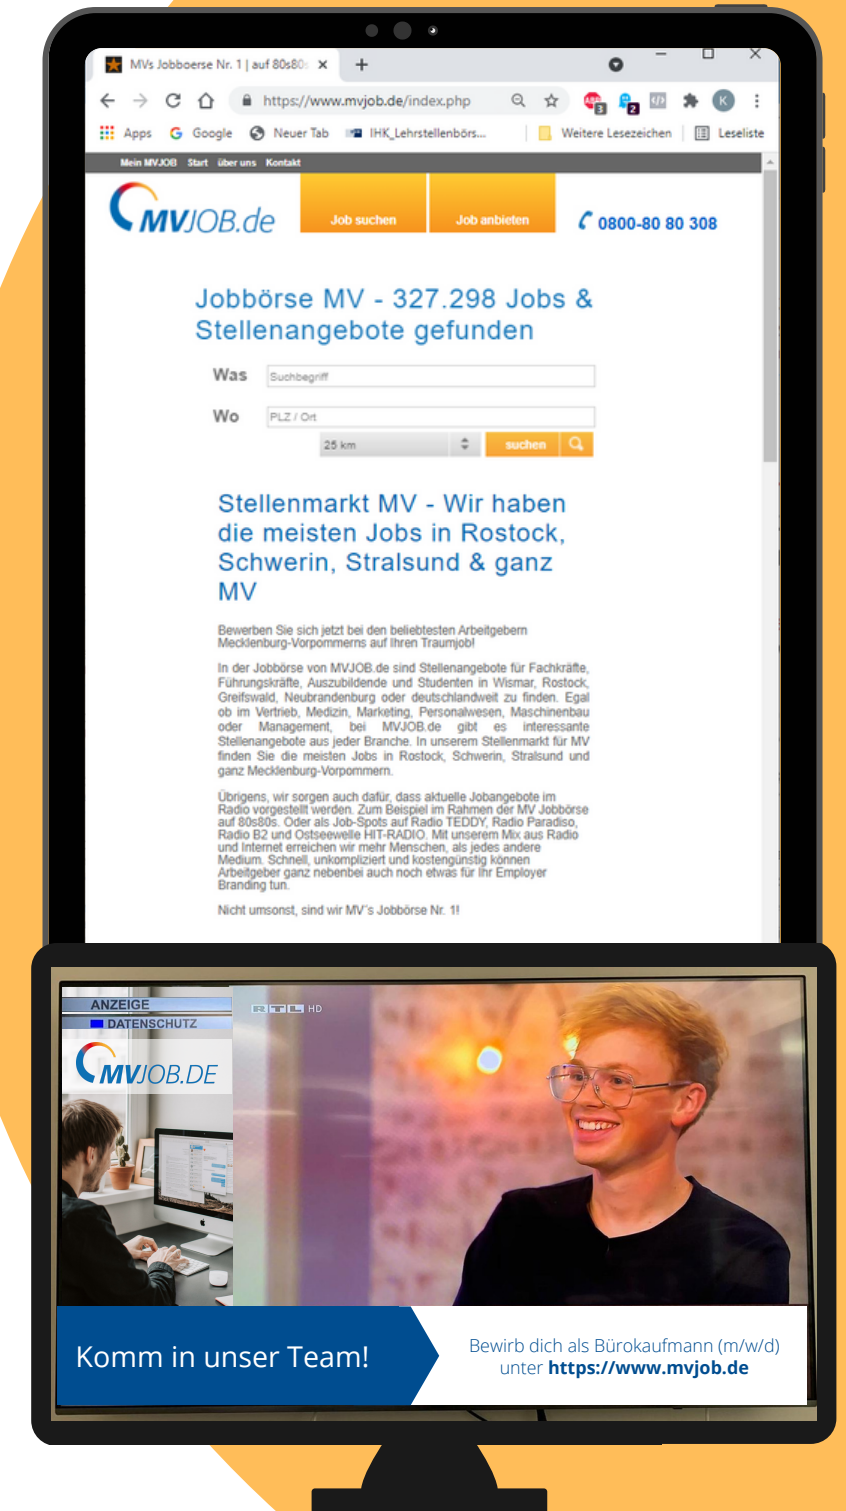 MVs Jobboerse Nr. 1 | auf 80s80s
https://www.mvjob.de/index.php
ABP 3
2
K
Apps Google Neuer Tab IHK_Lehrstellenbörs... Weitere Lesezeichen Leseliste
Mein MVJOB Start über uns Kontakt
MVJOB.de
Job suchen
Job anbieten
0800-80 80 308
Jobbörse MV - 327.298 Jobs &
Stellenangebote gefunden
Was Suchbegriff
Wo PLZ / Ort
25 km suchen
Stellenmarkt MV - Wir haben
die meisten Jobs in Rostock,
Schwerin, Stralsund & ganz
MV
Bewerben Sie sich jetzt bei den beliebtesten Arbeitgebern
Mecklenburg-Vorpommerns auf Ihren Traumjob!
In der Jobbörse von MVJOB.de sind Stellenangebote für Fachkräfte,
Führungskräfte, Auszubildende und Studenten in Wismar, Rostock,
Greifswald, Neubrandenburg oder deutschlandweit zu finden. Egal
ob im Vertrieb, Medizin, Marketing, Personalwesen, Maschinenbau
oder Management, bei MVJOB.de gibt es interessante
Stellenangebote aus jeder Branche. In unserem Stellenmarkt für MV
finden Sie die meisten Jobs in Rostock, Schwerin, Stralsund und
ganz Mecklenburg-Vorpommern.
Übrigens, wir sorgen auch dafür, dass aktuelle Jobangebote im
Radio vorgestellt werden. Zum Beispiel im Rahmen der MV Jobbörse
auf 80s80s. Oder als Job-Spots auf Radio TEDDY, Radio Paradiso,
Radio B2 und Ostseewelle HIT-RADIO. Mit unserem Mix aus Radio
und Internet erreichen wir mehr Menschen, als jedes andere
Medium. Schnell, unkompliziert und kostengünstig können
Arbeitgeber ganz nebenbei auch noch etwas für Ihr Employer
Branding tun.
Nicht umsonst, sind wir MV´s Jobbörse Nr. 1!
ANZEIGE
DATENSCHUTZ
RTL HD
MVJOB.DE
Komm in unser Team!
Bewirb dich als Bürokaufmann (m/w/d)
unter https://www.mvjob.de